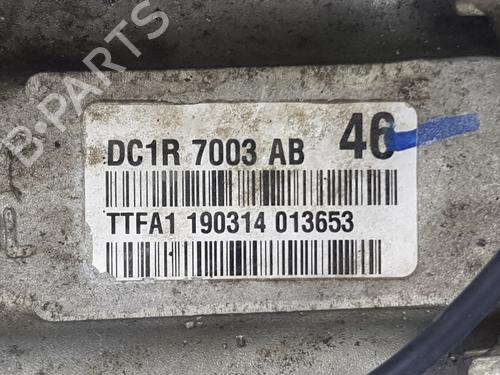 B-PARTS
DC1R 7003 AB 46
TTFA1 190314 013653